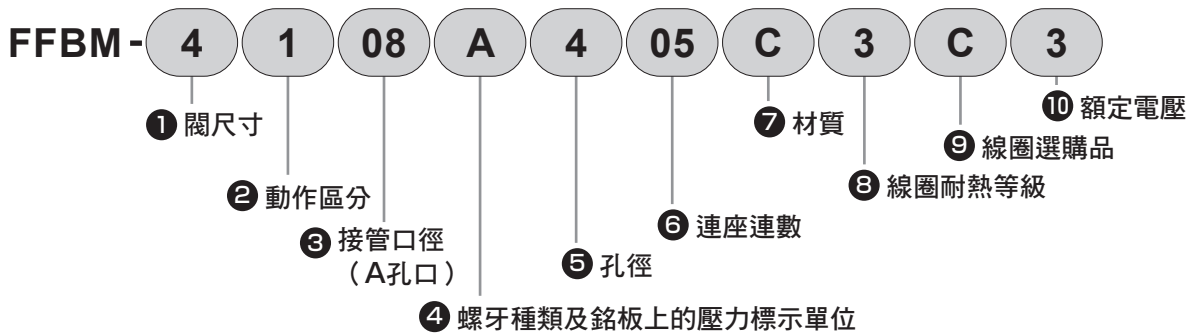 FFBM - 4 1 08 A 4 05 C 3 C 3
❶ 閥尺寸
❷ 動作區分
❸ 接管口徑
（A孔口）
❹ 螺牙種類及銘板上的壓力標示單位
❺ 孔徑
❻ 連座連數
❼ 材質
❽ 線圈耐熱等級
❾ 線圈選購品
❿ 額定電壓